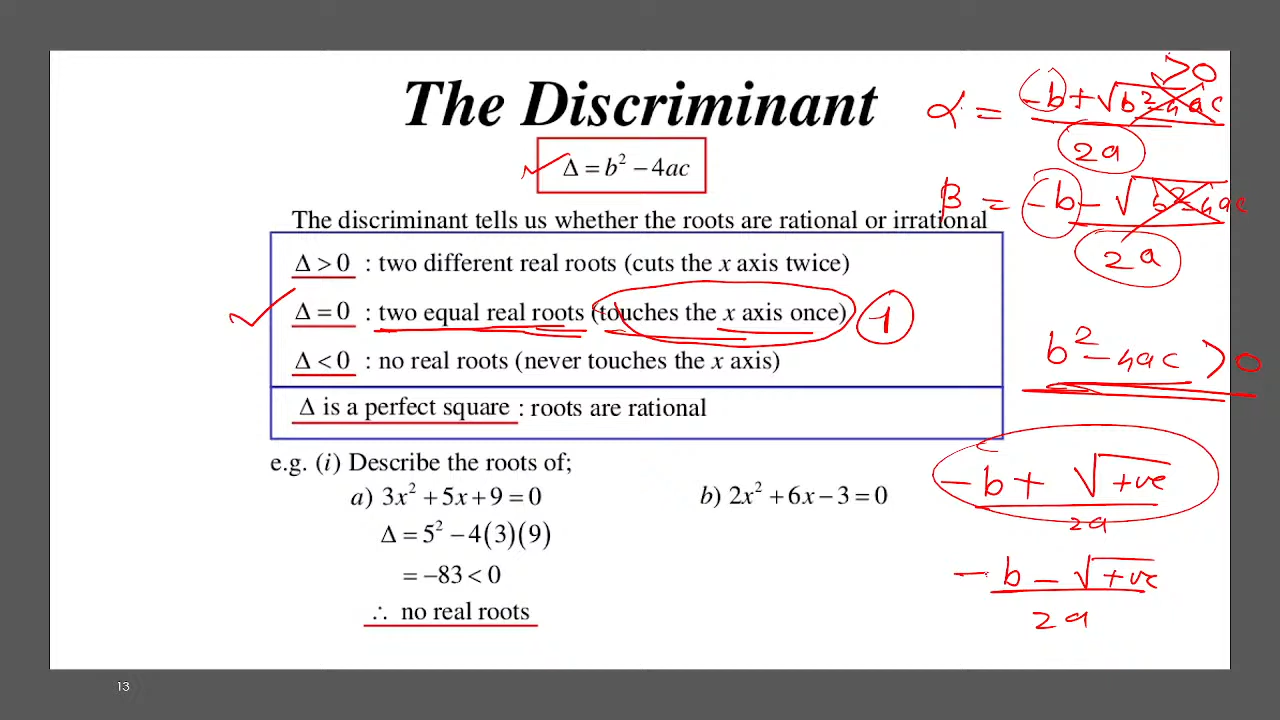 The Discriminant
Δ = b² − 4ac
The discriminant tells us whether the roots are rational or irrational
Δ > 0 : two different real roots (cuts the x axis twice)
Δ = 0 : two equal real roots (touches the x axis once)
Δ < 0 : no real roots (never touches the x axis)
Δ is a perfect square : roots are rational
e.g. (i) Describe the roots of;
a) 3x² + 5x + 9 = 0
Δ = 5² − 4(3)(9)
= −83 < 0
∴ no real roots
b) 2x² + 6x − 3 = 0
>0
α = −b + √b² − 4ac
2a
β = −b − √b² − 4ac
2a
1
b² − 4ac > 0
−b + √+ve
2a
−b − √+ve
2a
13